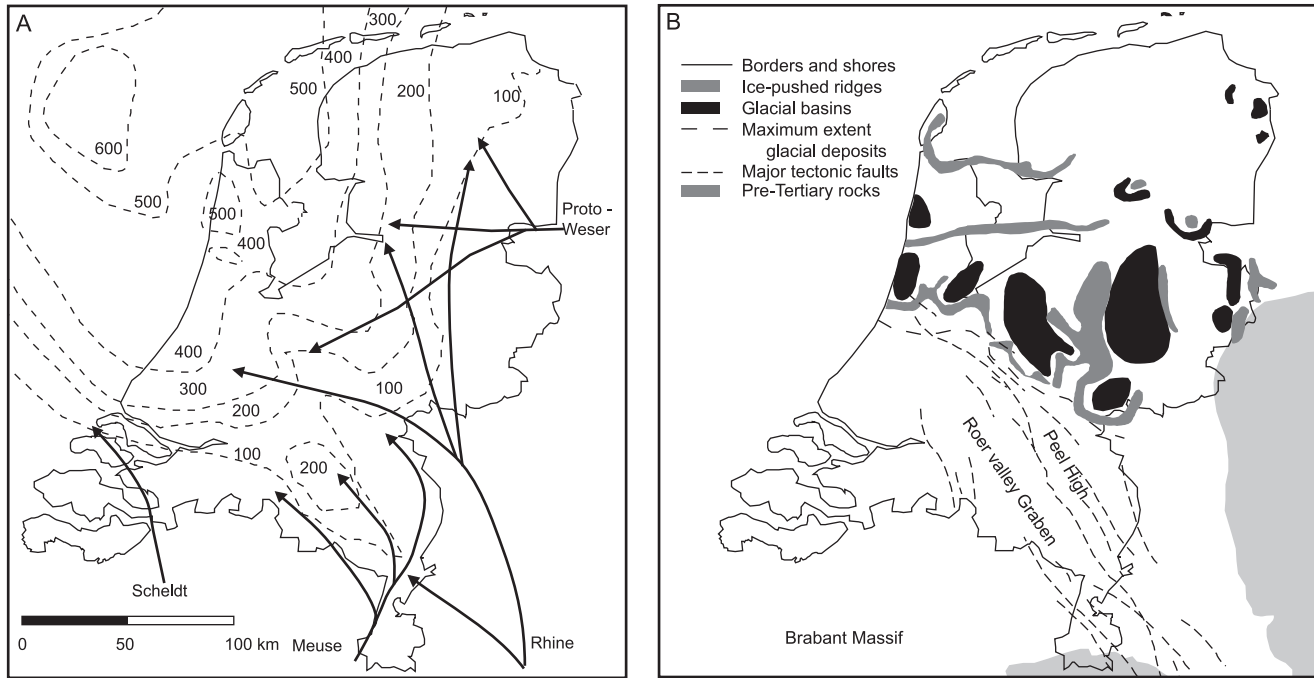 A
300
300
400
500
200
100
600
500
500
400
Proto -
Weser
400
300
200
100
100
200
Scheldt
0 50 100 km
Meuse
Rhine
B
Borders and shores
Ice-pushed ridges
Glacial basins
Maximum extent
glacial deposits
Major tectonic faults
Pre-Tertiary rocks
Roer valley Graben
Peel High
Brabant Massif